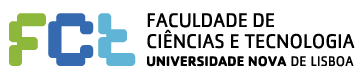 FCt
FACULDADE DE
CIÊNCIAS E TECNOLOGIA
UNIVERSIDADE NOVA DE LISBOA